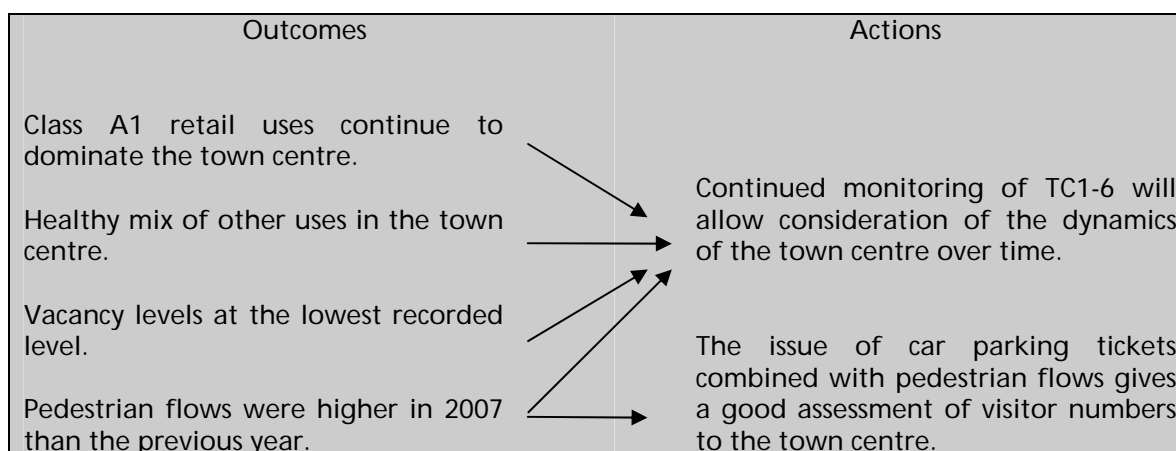 Outcomes
Actions
Class A1 retail uses continue to
dominate the town centre.
Healthy mix of other uses in the town
centre.
Vacancy levels at the lowest recorded
level.
Pedestrian flows were higher in 2007
than the previous year.
Continued monitoring of TC1-6 will
allow consideration of the dynamics
of the town centre over time.
The issue of car parking tickets
combined with pedestrian flows gives
a good assessment of visitor numbers
to the town centre.